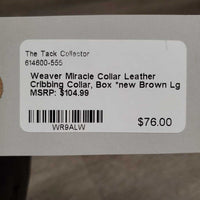 The Tack Collector
614600-555
Weaver Miracle Collar Leather
Cribbing Collar, Box *new Brown Lg
MSRP: $104.99
WR9ALW
$76.00